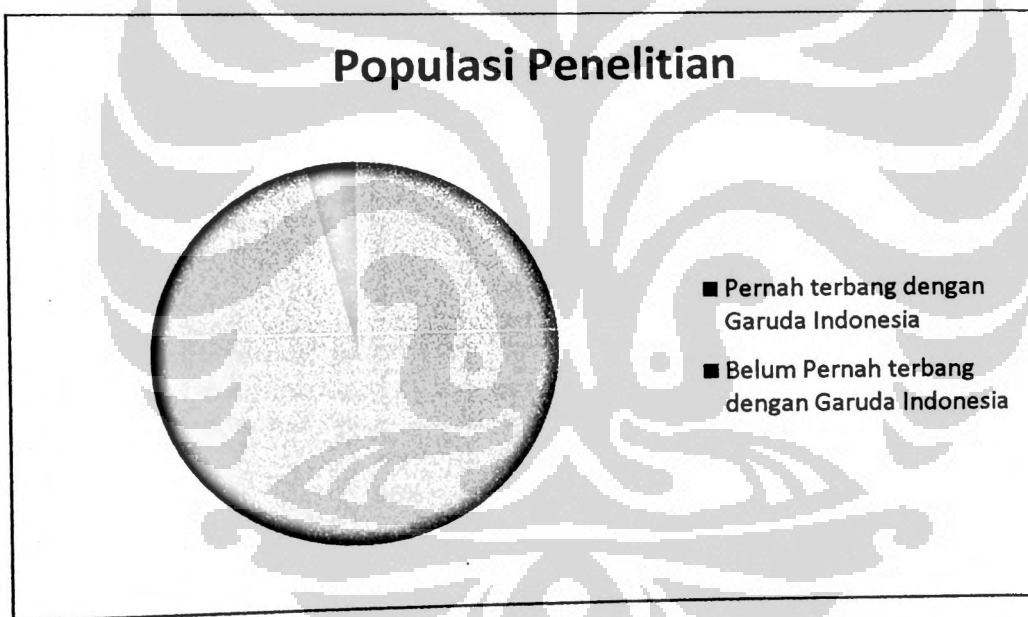 Populasi Penelitian
Pernah terbang dengan
Garuda Indonesia
Belum Pernah terbang
dengan Garuda Indonesia